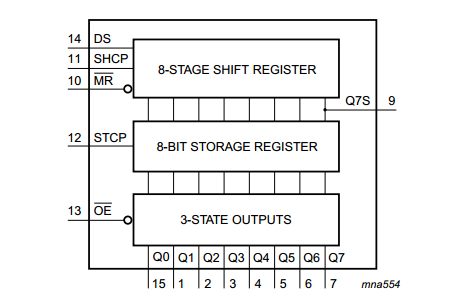 14 DS
11 SHCP
8-STAGE SHIFT REGISTER
10 M̅R̅
Q7S 9
12 STCP
8-BIT STORAGE REGISTER
13 O̅E̅
3-STATE OUTPUTS
Q0 Q1 Q2 Q3 Q4 Q5 Q6 Q7
15 1 2 3 4 5 6 7
mna554